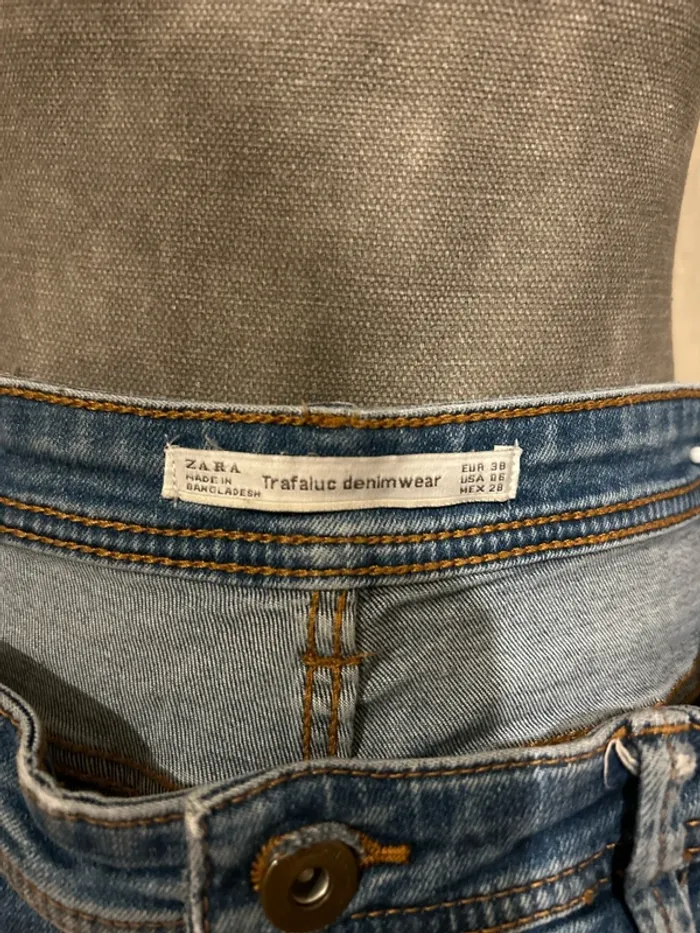 ZARA
MADE IN
BANGLADESH
Trafaluc denimwear
EUR 38
USA 06
MEX 28